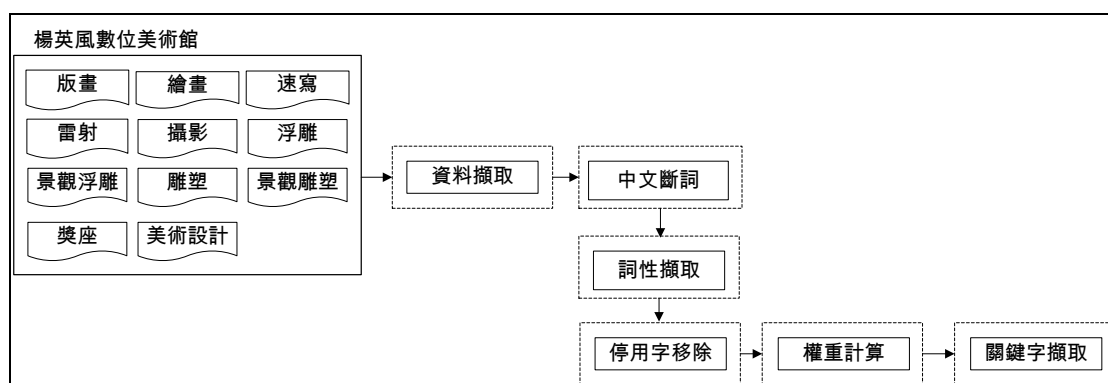 楊英風數位美術館
版畫 繪畫 速寫
雷射 攝影 浮雕
景觀浮雕 雕塑 景觀雕塑
獎座 美術設計
資料擷取 中文斷詞
詞性擷取
停用字移除 權重計算 關鍵字擷取